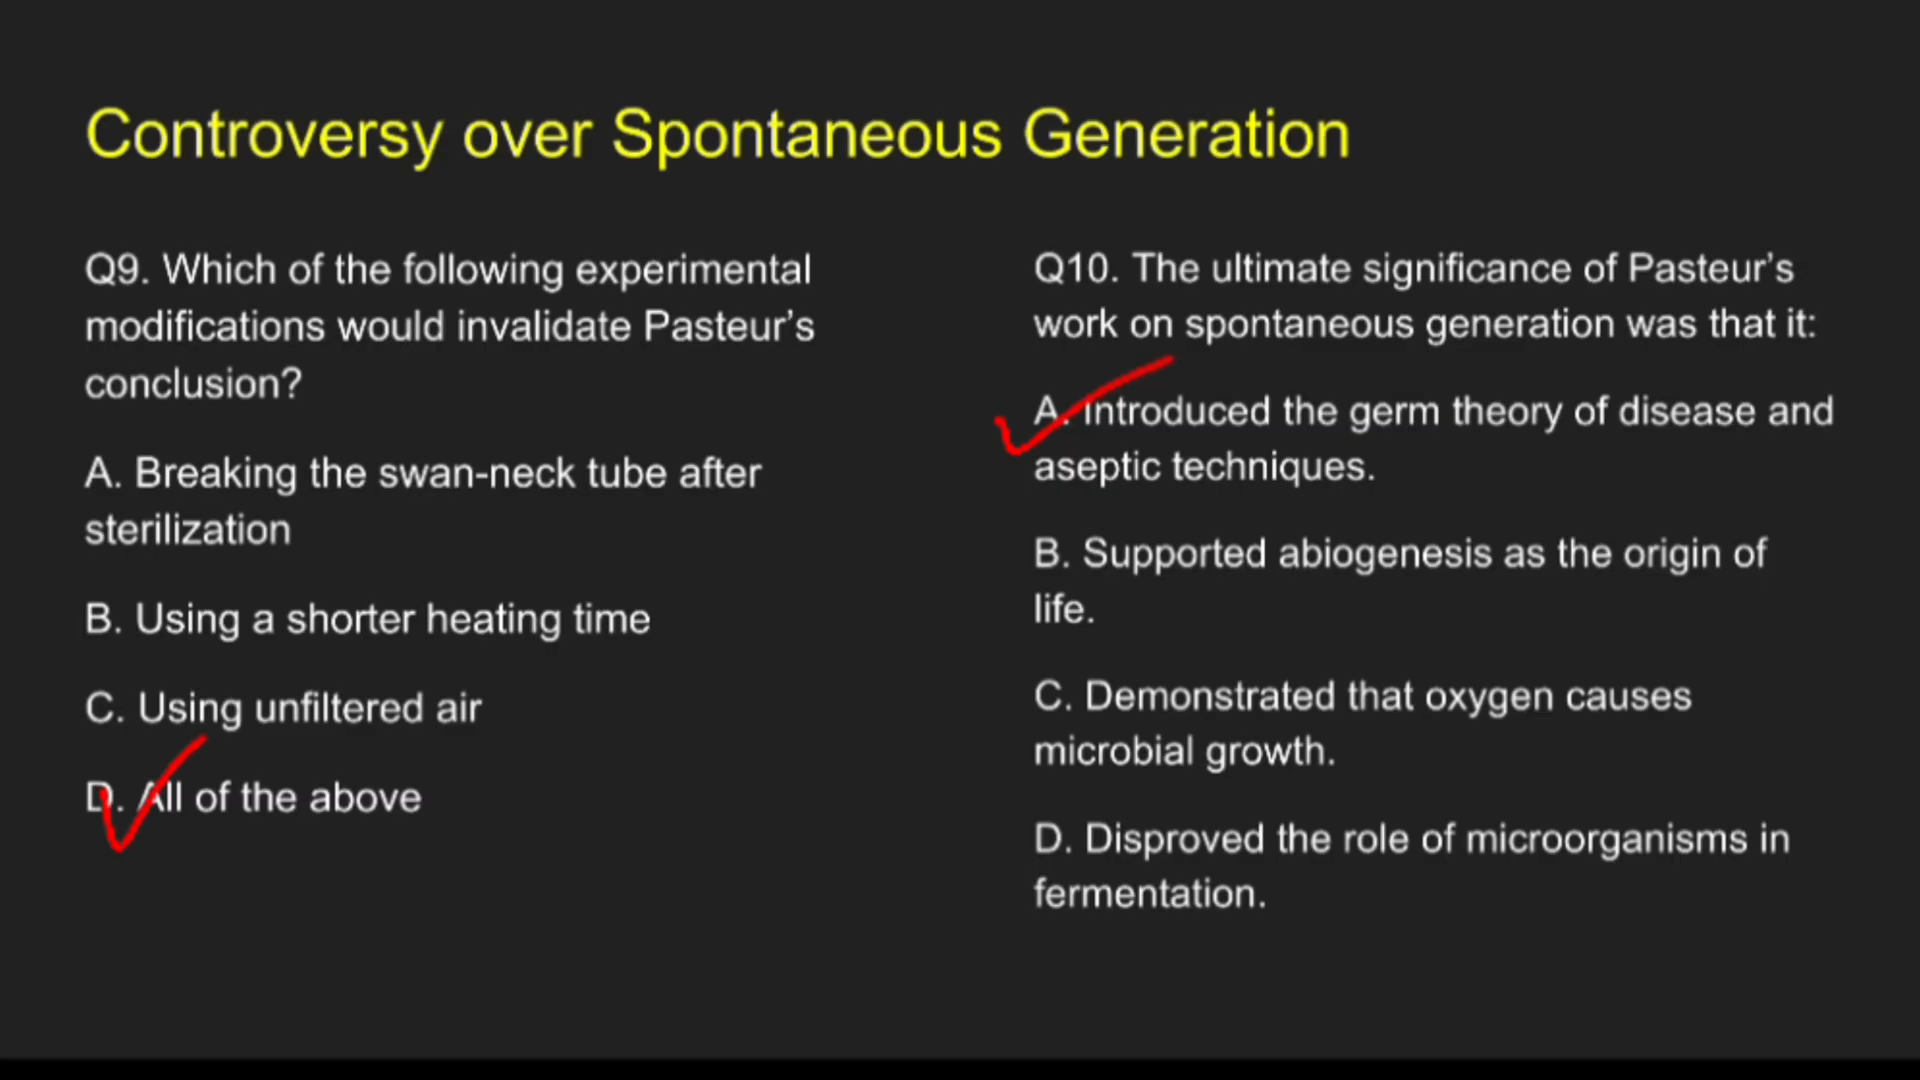 Controversy over Spontaneous Generation
Q9. Which of the following experimental
modifications would invalidate Pasteur's
conclusion?
A. Breaking the swan-neck tube after
sterilization
B. Using a shorter heating time
C. Using unfiltered air
D. All of the above
Q10. The ultimate significance of Pasteur's
work on spontaneous generation was that it:
A. Introduced the germ theory of disease and
aseptic techniques.
B. Supported abiogenesis as the origin of
life.
C. Demonstrated that oxygen causes
microbial growth.
D. Disproved the role of microorganisms in
fermentation.